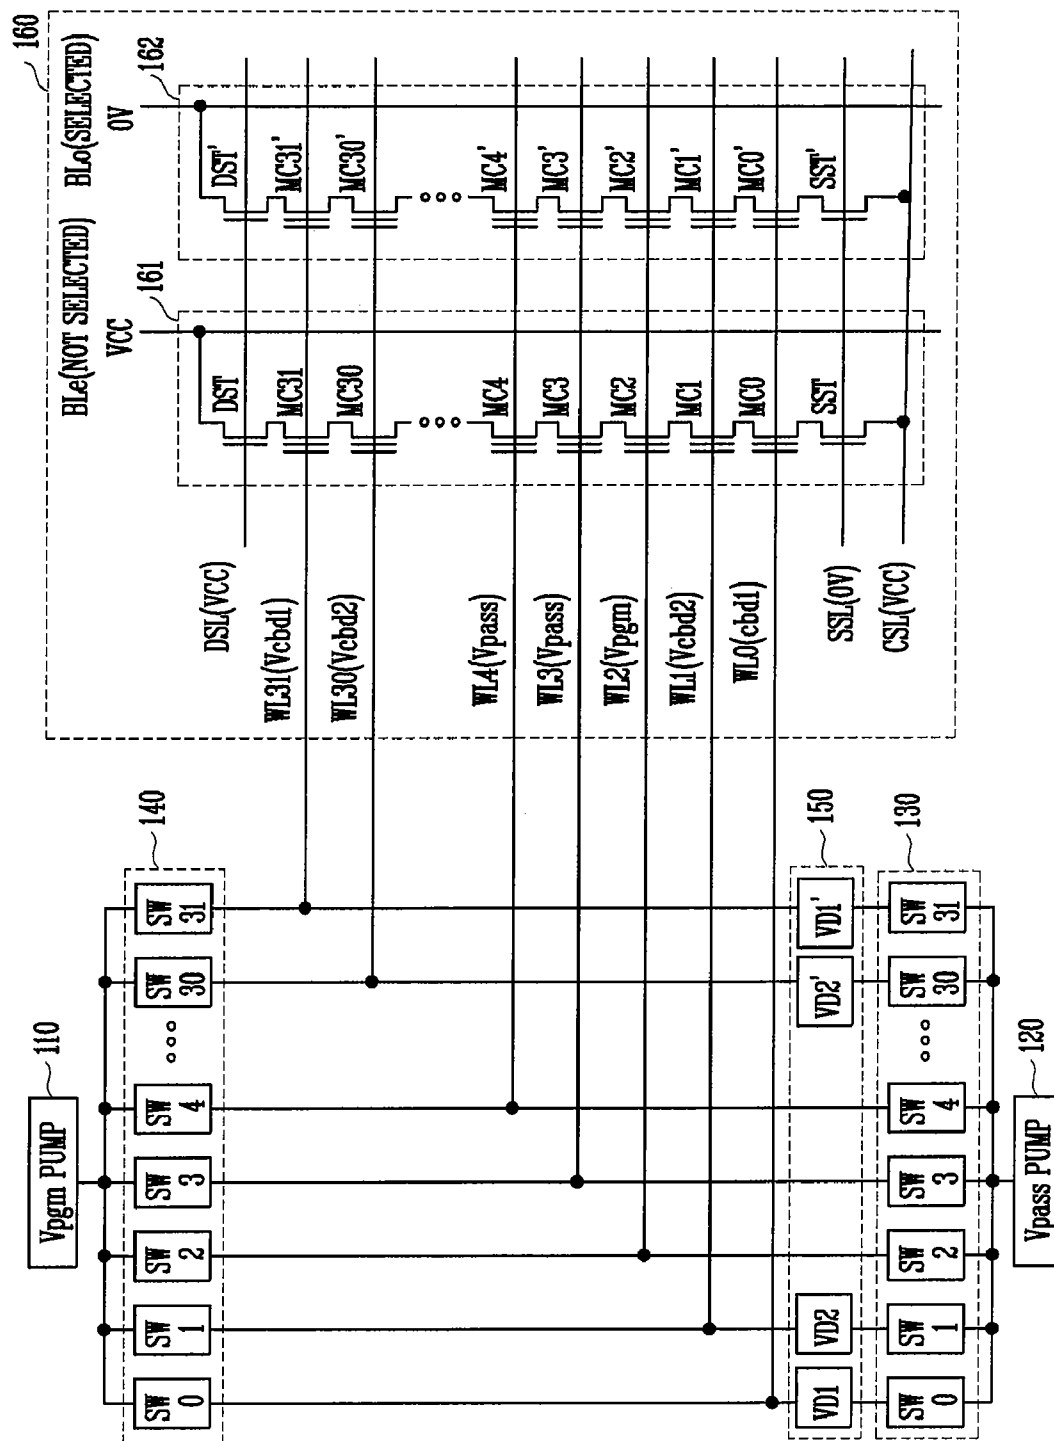 160
BLe(NOT SELECTED)
BLo(SELECTED)
VCC
0V
161
162
DST
DST'
MC31
MC31'
MC30
MC30'
MC4
MC4'
MC3
MC3'
MC2
MC2'
MC1
MC1'
MC0
MC0'
SST
SST'
DSL(VCC)
WL31(Vcbd1)
WL30(Vcbd2)
WL4(Vpass)
WL3(Vpass)
WL2(Vpgm)
WL1(Vcbd2)
WL0(cbd1)
SSL(0V)
CSL(VCC)
Vpgm PUMP
110
140
SW 0
SW 1
SW 2
SW 3
SW 4
SW 30
SW 31
150
VD1
VD2
VD2'
VD1'
130
SW 0
SW 1
SW 2
SW 3
SW 4
SW 30
SW 31
Vpass PUMP
120